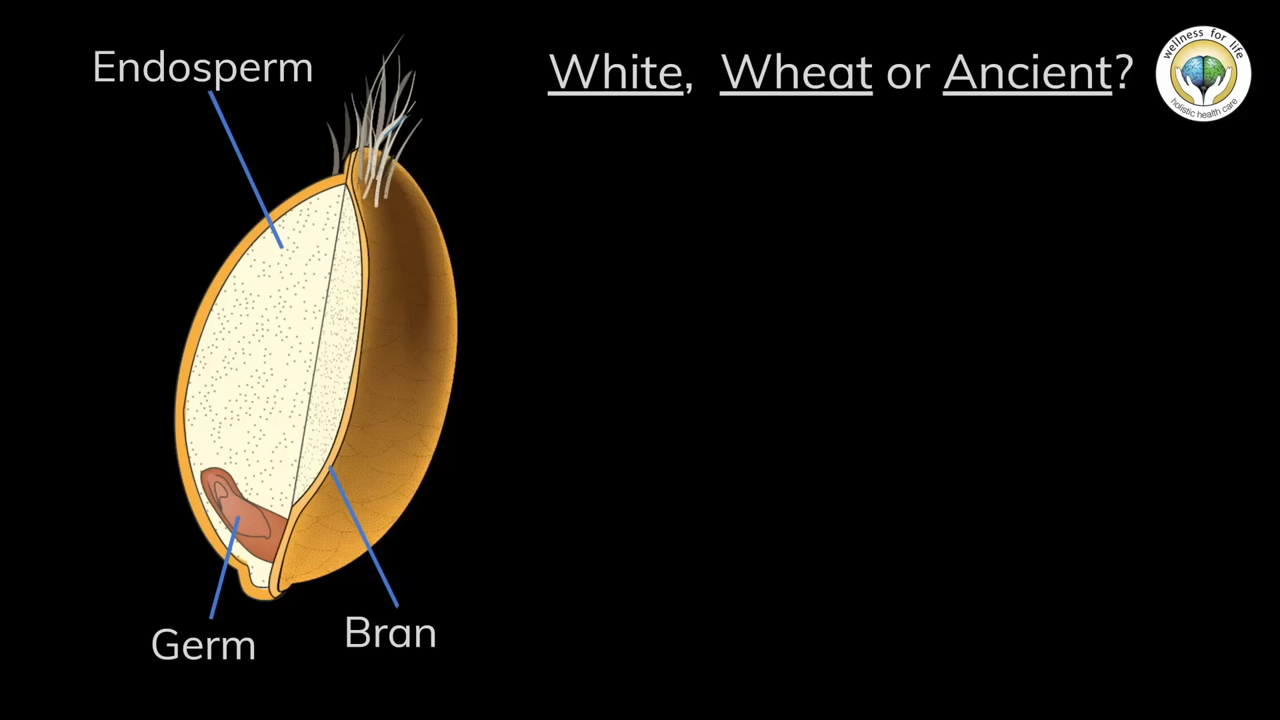 Endosperm
White, Wheat or Ancient?
wellness for life
holistic health care
Germ
Bran